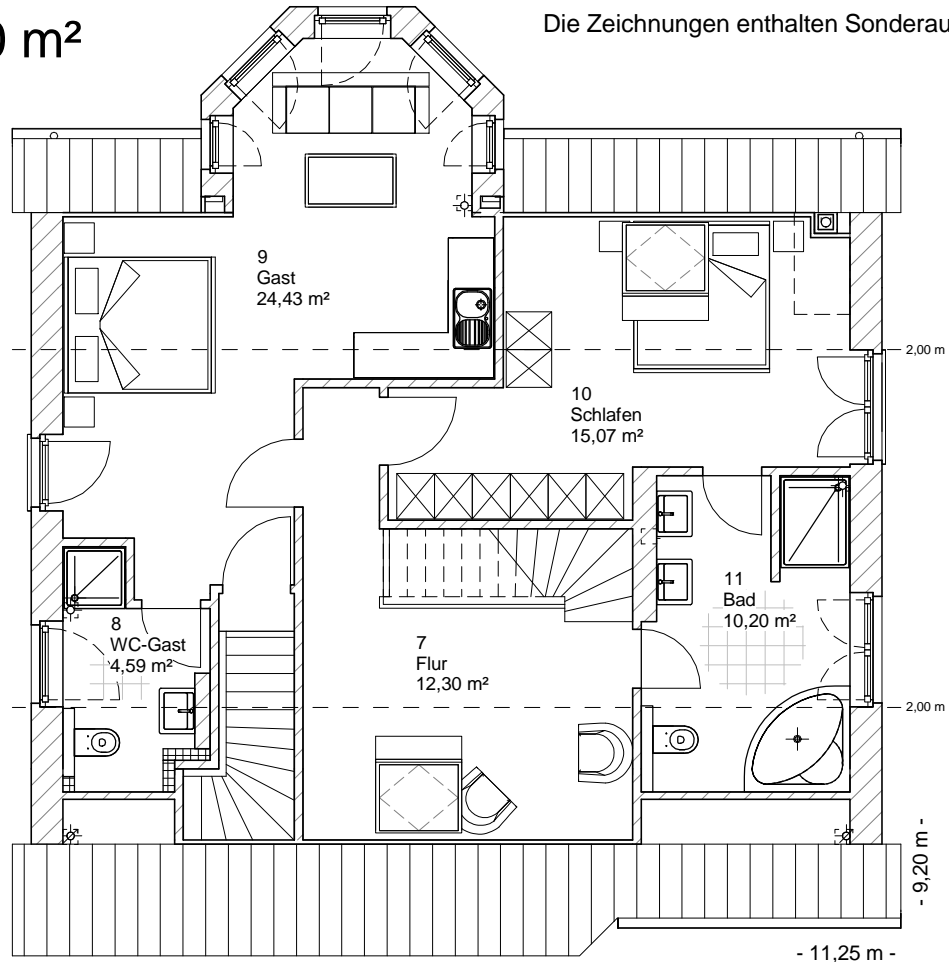 m²
Die Zeichnungen enthalten
9
Gast
24,43 m²
2,00 m
10
Schlafen
15,07 m²
11
Bad
10,20 m²
8
WC-Gast
4,59 m²
7
Flur
12,30 m²
2,00 m
- 9,20 m -
- 11,25 m -